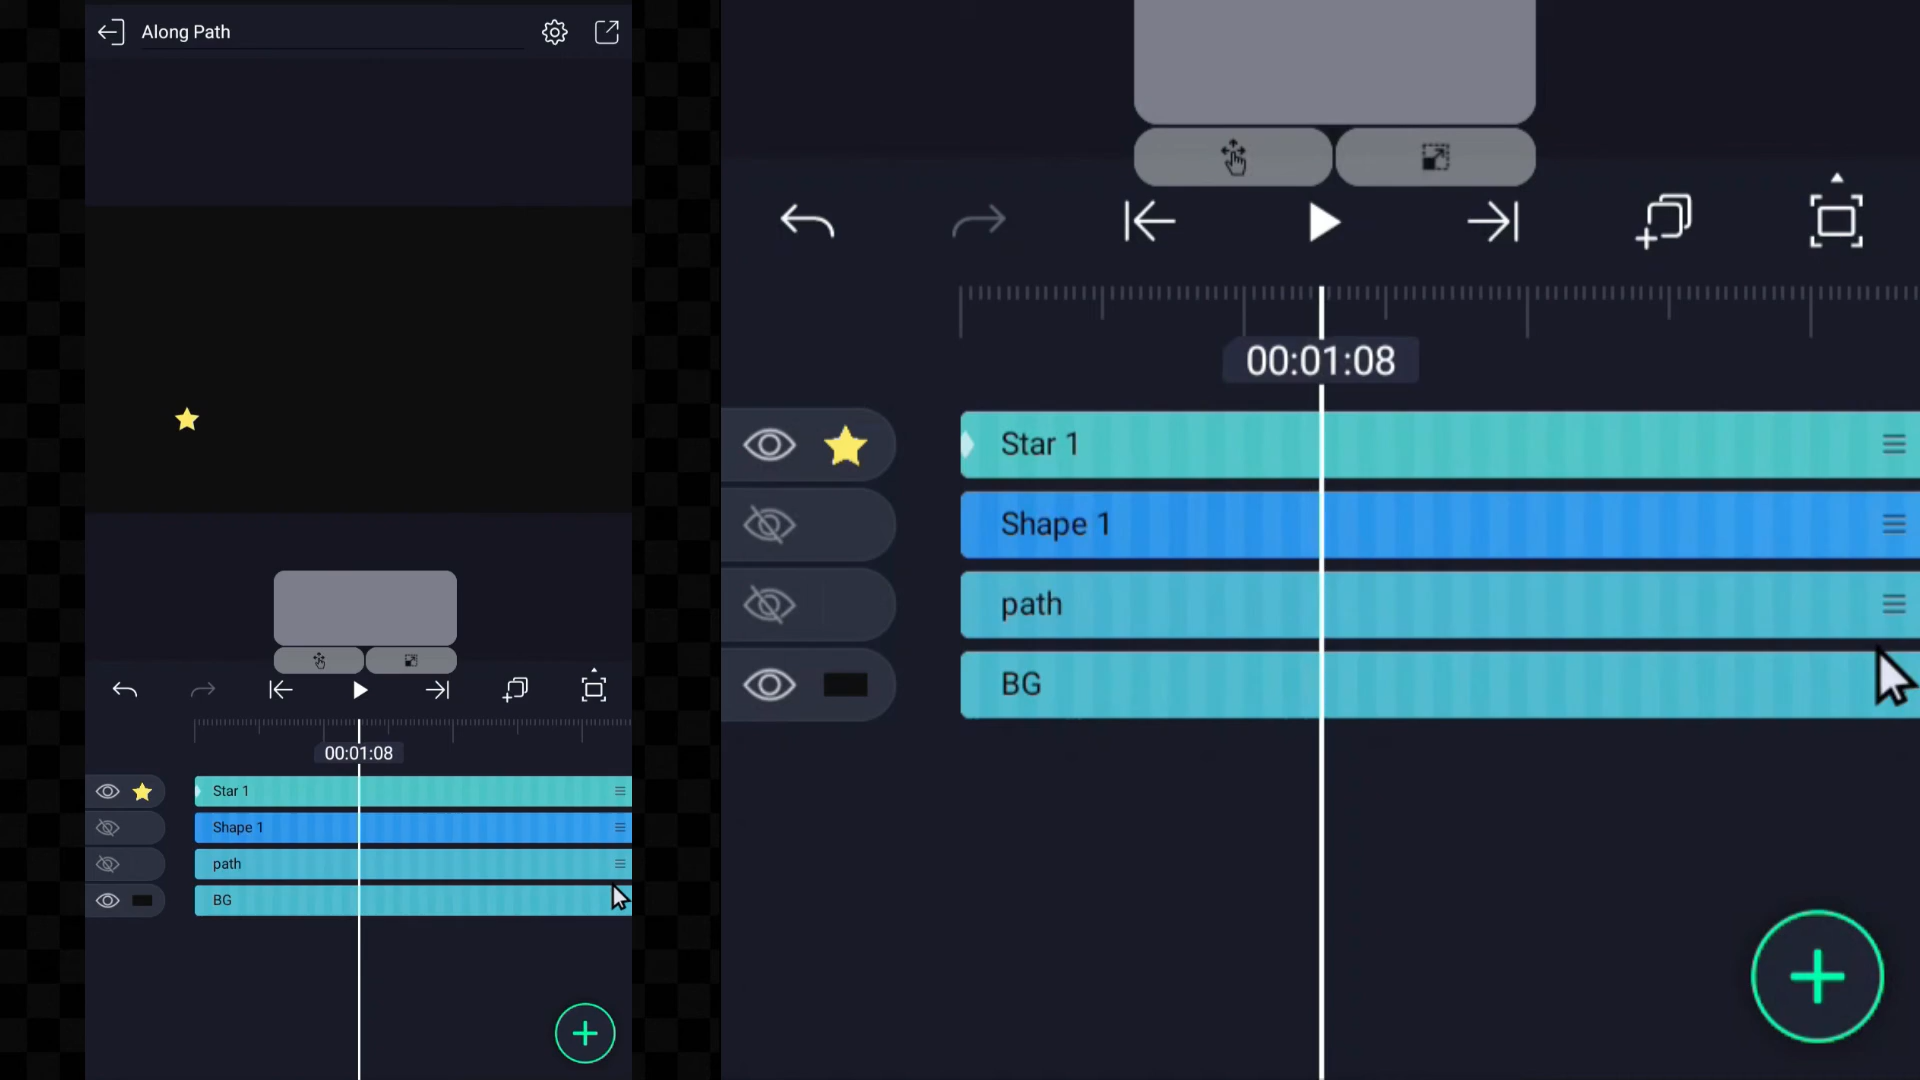 Along Path
00:01:08
Star 1
Shape 1
path
BG
00:01:08
Star 1
Shape 1
path
BG